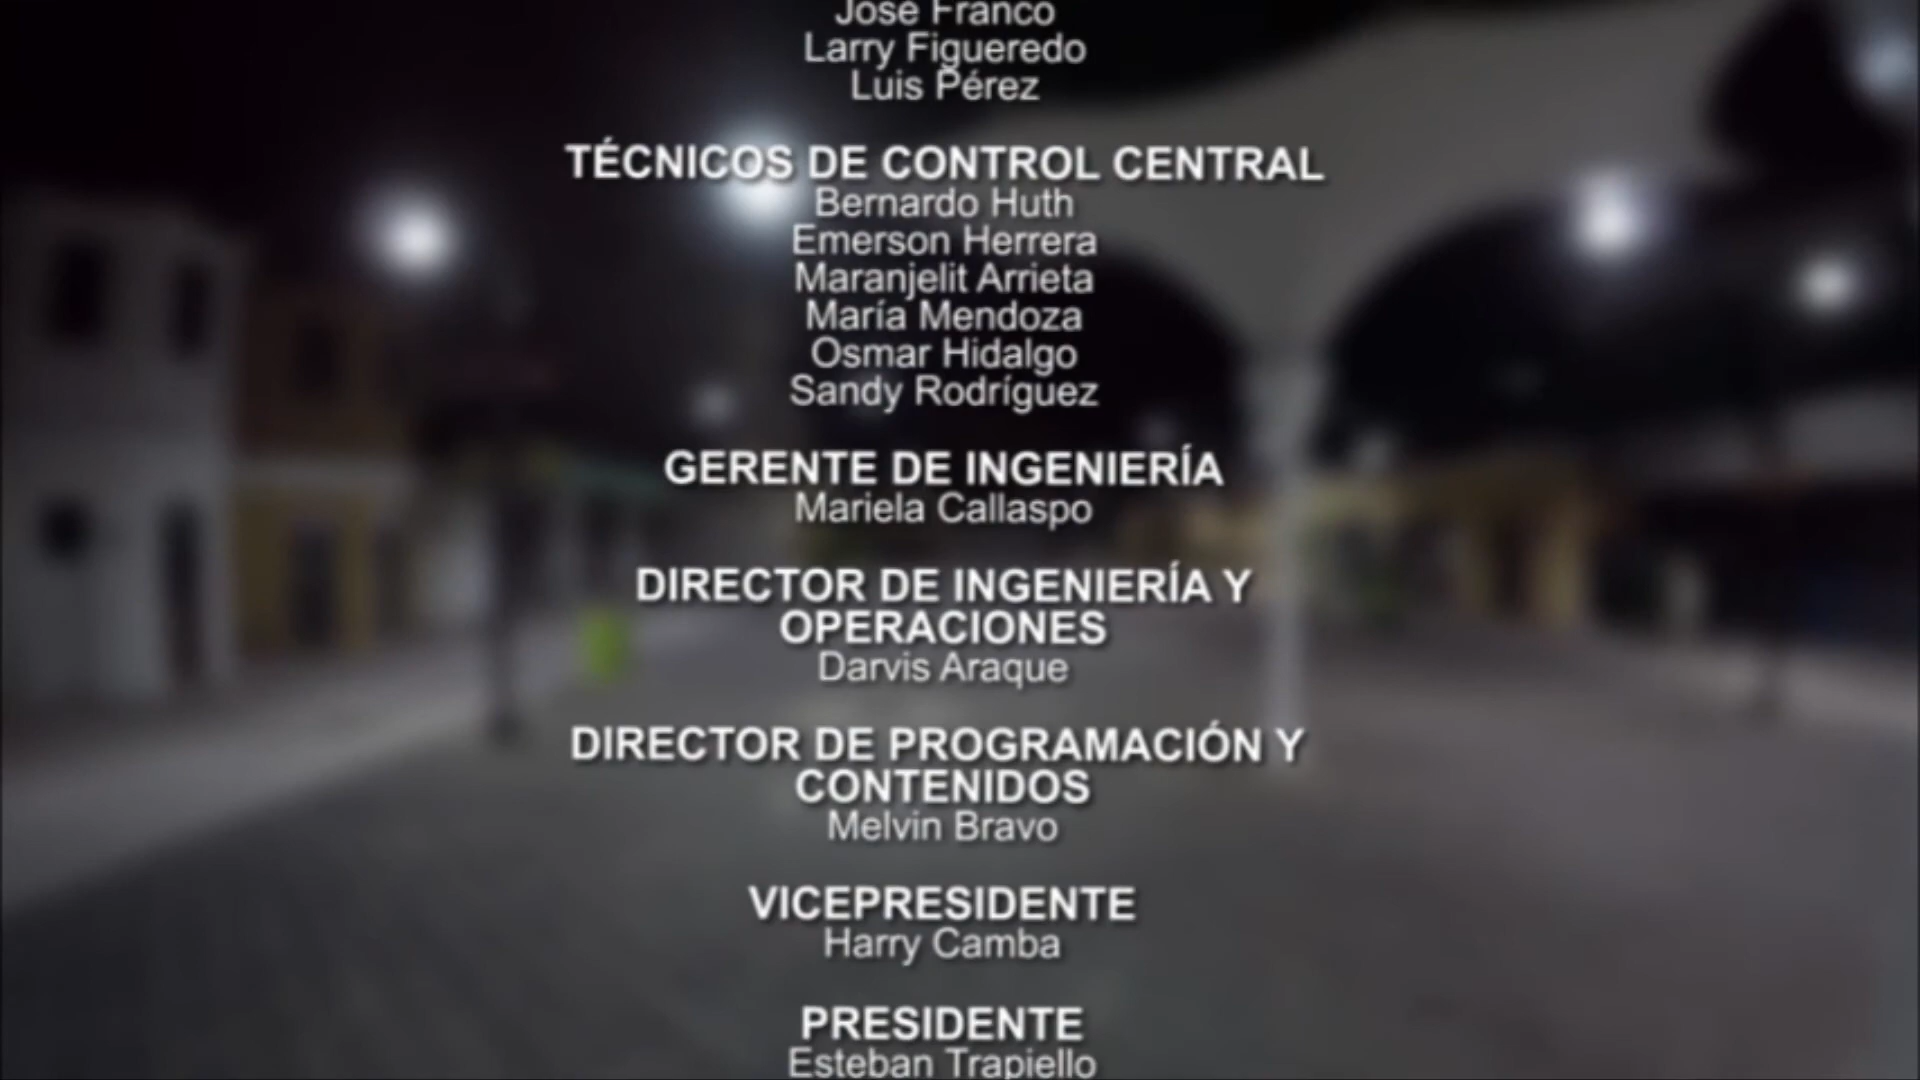 José Franco
Larry Figueredo
Luis Pérez
TÉCNICOS DE CONTROL CENTRAL
Bernardo Huth
Emerson Herrera
Maranjelit Arrieta
María Mendoza
Osmar Hidalgo
Sandy Rodríguez
GERENTE DE INGENIERÍA
Mariela Callaspo
DIRECTOR DE INGENIERÍA Y
OPERACIONES
Darvis Araque
DIRECTOR DE PROGRAMACIÓN Y
CONTENIDOS
Melvin Bravo
VICEPRESIDENTE
Harry Camba
PRESIDENTE
Esteban Trapiello